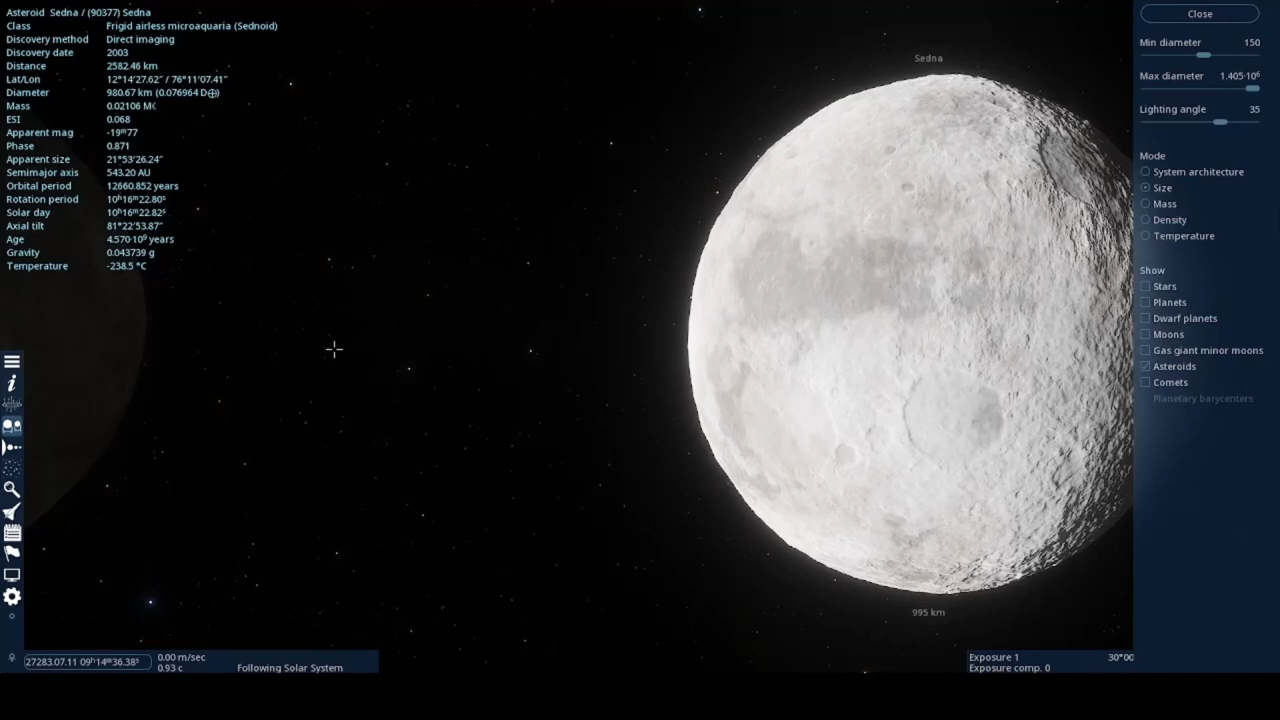 Asteroid Sedna / (90377) Sedna
Class Frigid airless microaquaria (Sednoid)
Discovery method Direct imaging
Discovery date 2003
Distance 2582.46 km
Lat/Lon 12°14′27.62″ / 76°11′07.41″
Diameter 980.67 km (0.076964 D⊕)
Mass 0.02106 M☾
ESI 0.068
Apparent mag -19ᵐ77
Phase 0.871
Apparent size 21°53′26.24″
Semimajor axis 543.20 AU
Orbital period 12660.852 years
Rotation period 10ʰ16ᵐ22.80ˢ
Solar day 10ʰ16ᵐ22.82ˢ
Axial tilt 81°22′53.87″
Age 4.570·10⁹ years
Gravity 0.043739 g
Temperature -238.5 °C
Sedna
995 km
Close
Min diameter 150
Max diameter 1.405·10⁶
Lighting angle 35
Mode
System architecture
Size
Mass
Density
Temperature
Show
Stars
Planets
Dwarf planets
Moons
Gas giant minor moons
Asteroids
Comets
Planetary barycenters
27283.07.11 09ʰ14ᵐ36.38ˢ
0.00 m/sec
0.93 c
Following Solar System
Exposure 1 30°00
Exposure comp. 0